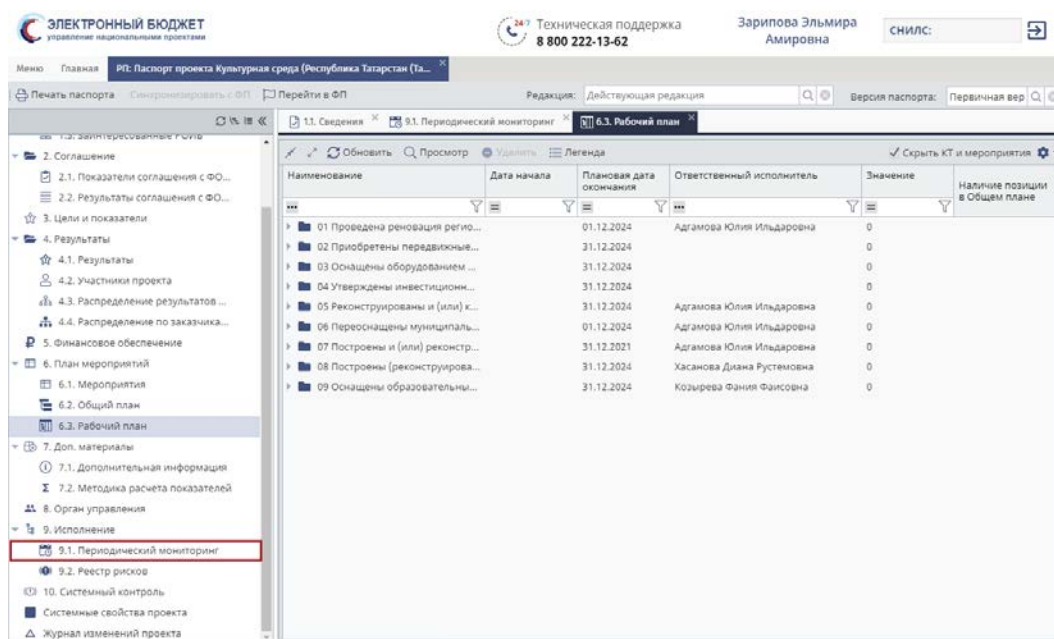 ЭЛЕКТРОННЫЙ БЮДЖЕТ
управление национальными проектами
24/7 Техническая поддержка
8 800 222-13-62
Зарипова Эльмира
Амировна
СНИЛС:
Меню Главная РП: Паспорт проекта Культурная среда (Республика Татарстан (Та...
Печать паспорта Синхронизировать с ФП Перейти в ФП Редакция: Действующая редакция Версия паспорта: Первичная вер
1.1. Сведения 9.1. Периодический мониторинг 6.3. Рабочий план
1.3. Заинтересованные РОИВ
2. Соглашение
2.1. Показатели соглашения с ФО...
2.2. Результаты соглашения с ФО...
3. Цели и показатели
4. Результаты
4.1. Результаты
4.2. Участники проекта
4.3. Распределение результатов ...
4.4. Распределение по заказчика...
5. Финансовое обеспечение
6. План мероприятий
6.1. Мероприятия
6.2. Общий план
6.3. Рабочий план
7. Доп. материалы
7.1. Дополнительная информация
7.2. Методика расчета показателей
8. Орган управления
9. Исполнение
9.1. Периодический мониторинг
9.2. Реестр рисков
10. Системный контроль
Системные свойства проекта
Журнал изменений проекта
Обновить Просмотр Удалить Легенда Скрыть КТ и мероприятия
Наименование Дата начала Плановая дата окончания Ответственный исполнитель Значение Наличие позиции в Общем плане
01 Проведена реновация регио... 01.12.2024 Адгамова Юлия Ильдаровна 0
02 Приобретены передвижные... 31.12.2024 0
03 Оснащены оборудованием ... 31.12.2024 0
04 Утверждены инвестиционн... 31.12.2024 0
05 Реконструированы и (или) к... 31.12.2024 Адгамова Юлия Ильдаровна 0
06 Переоснащены муниципаль... 01.12.2024 Адгамова Юлия Ильдаровна 0
07 Построены и (или) реконстр... 31.12.2021 Адгамова Юлия Ильдаровна 0
08 Построены (реконструирова... 31.12.2024 Хасанова Диана Рустемовна 0
09 Оснащены образовательны... 31.12.2024 Козырева Фания Фаисовна 0